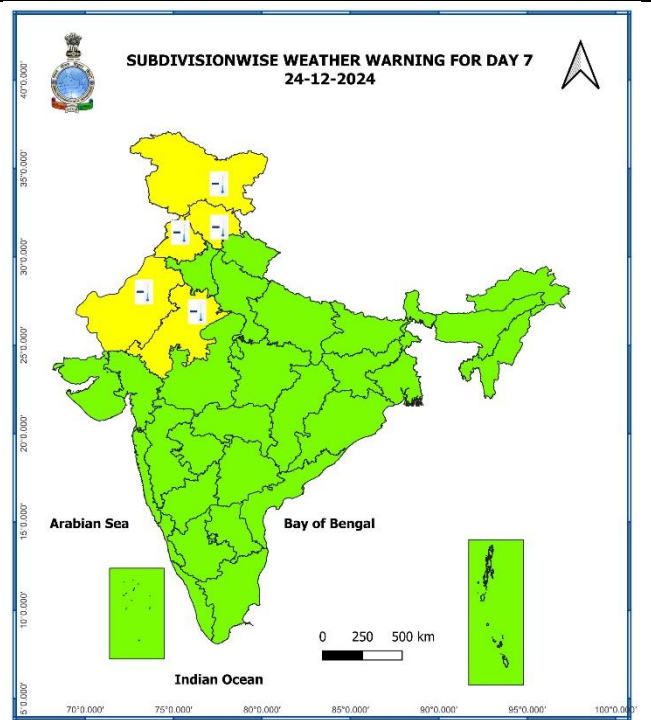 SUBDIVISIONWISE WEATHER WARNING FOR DAY 7
24-12-2024
40°0.000'
35°0.000'
30°0.000'
25°0.000'
20°0.000'
15°0.000'
10°0.000'
5°0.000'
Arabian Sea
Bay of Bengal
0 250 500 km
Indian Ocean
70°0.000' 75°0.000' 80°0.000' 85°0.000' 90°0.000' 95°0.000' 100°0.000'